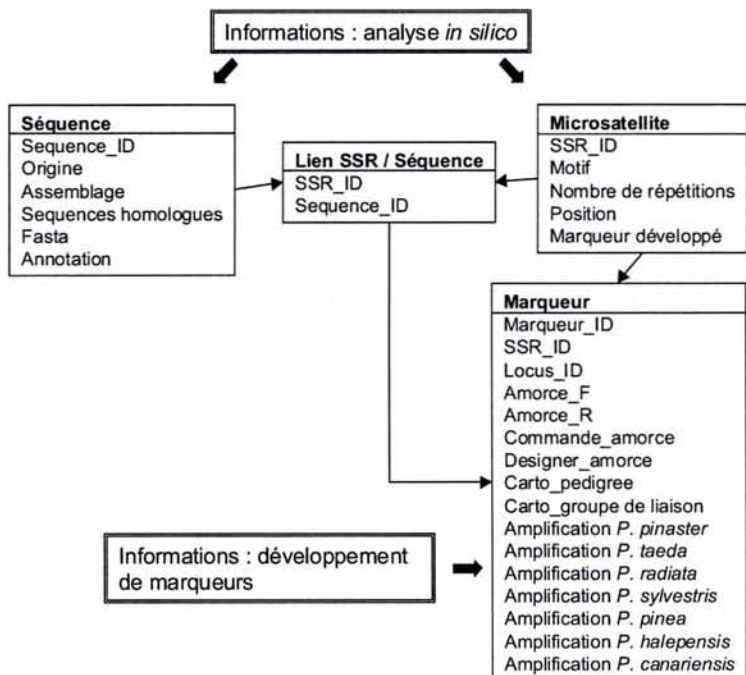 Informations : analyse in silico
Séquence
Sequence_ID
Origine
Assemblage
Sequences homologues
Fasta
Annotation
Lien SSR / Séquence
SSR_ID
Sequence_ID
Microsatellite
SSR_ID
Motif
Nombre de répétitions
Position
Marqueur développé
Marqueur
Marqueur_ID
SSR_ID
Locus_ID
Amorce_F
Amorce_R
Commande_amorce
Designer_amorce
Carto_pedigree
Carto_groupe de liaison
Amplification P. pinaster
Amplification P. taeda
Amplification P. radiata
Amplification P. sylvestris
Amplification P. pinea
Amplification P. halepensis
Amplification P. canariensis
Informations : développement
de marqueurs